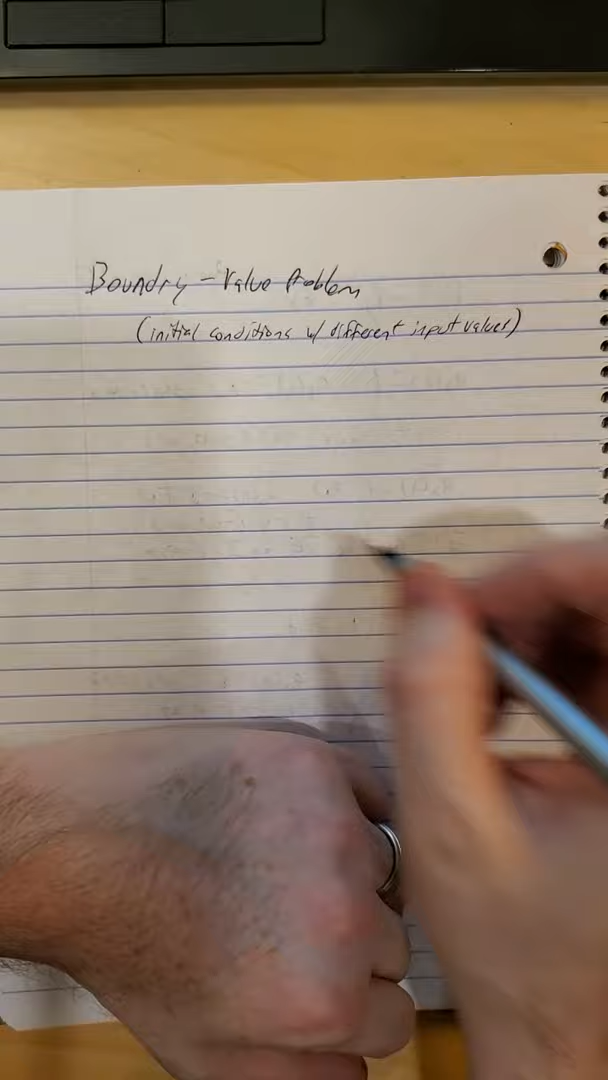 Boundry - Value Problem
(initial conditions w/ different input values)